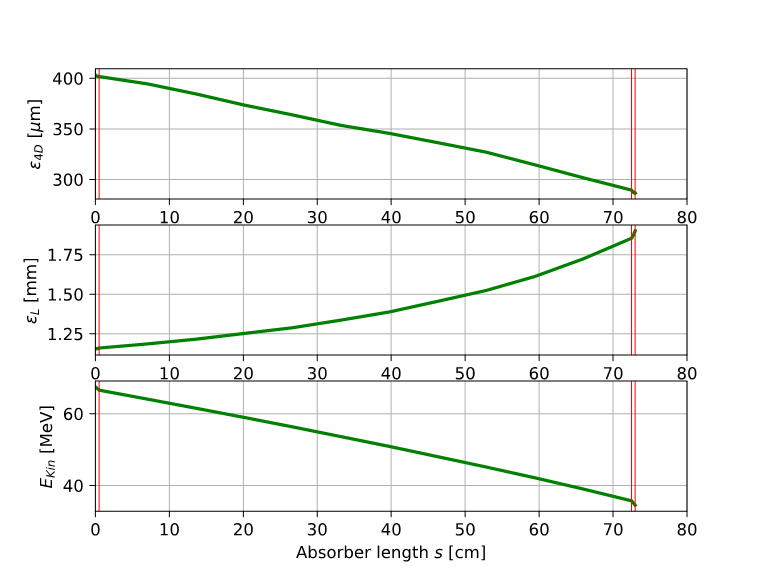 400
350
300
ε4D [μm]
0 10 20 30 40 50 60 70 80
1.75
1.50
1.25
εL [mm]
0 10 20 30 40 50 60 70 80
60
40
EKin [MeV]
0 10 20 30 40 50 60 70 80
Absorber length s [cm]